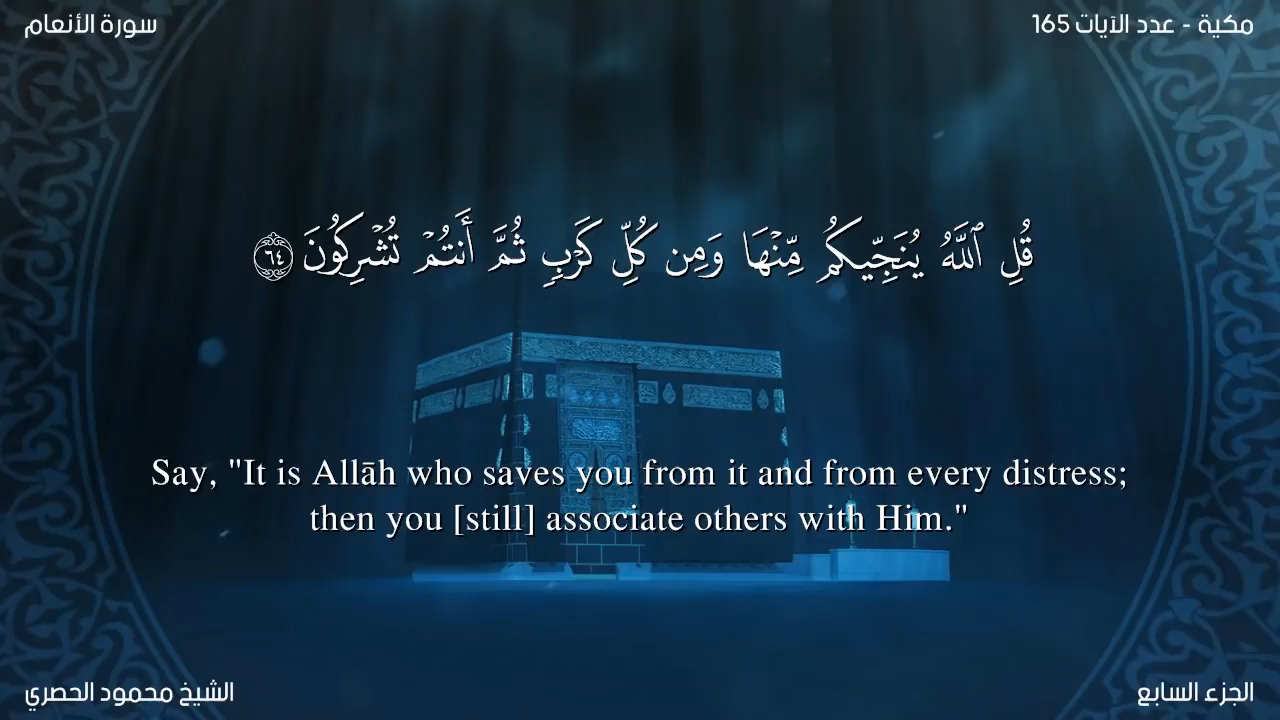 سورة الأنعام
مكية - عدد الآيات 165
قُلِ ٱللَّهُ يُنَجِّيكُم مِّنْهَا وَمِن كُلِّ كَرْبٍ ثُمَّ أَنتُمْ تُشْرِكُونَ ٦٤
Say, "It is Allāh who saves you from it and from every distress;
then you [still] associate others with Him."
الشيخ محمود الحصري
الجزء السابع